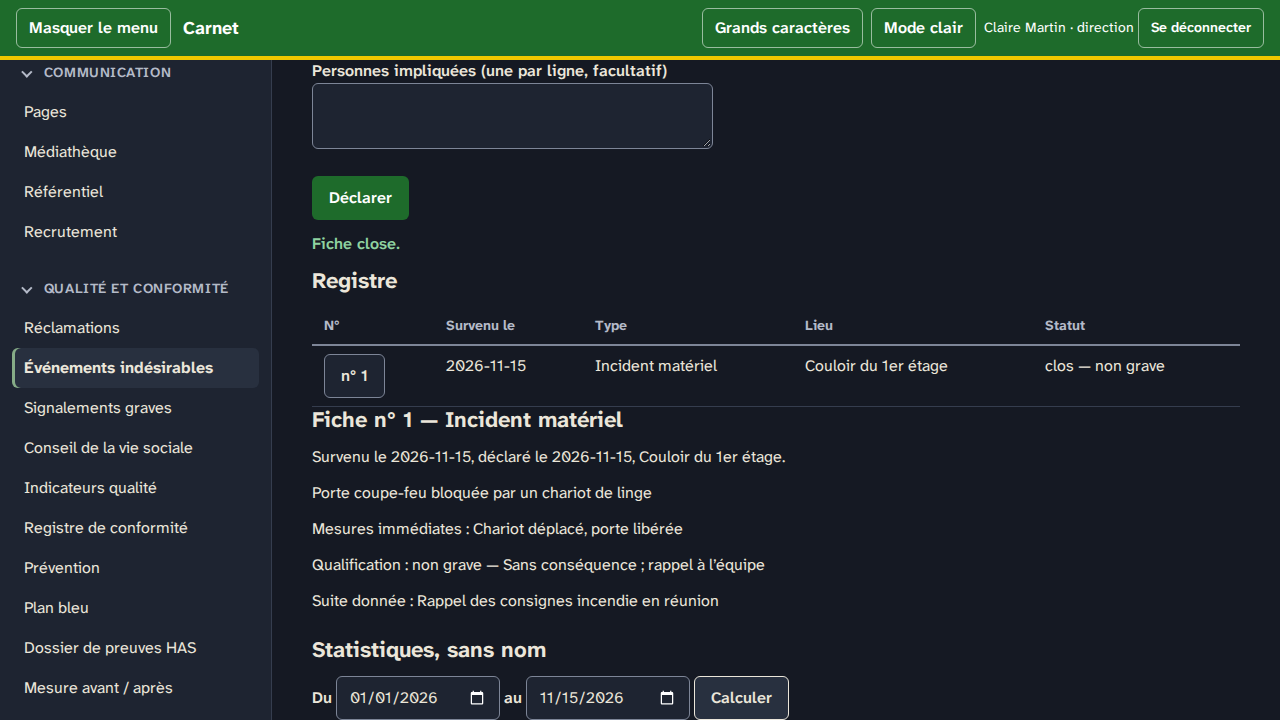 Masquer le menu
Carnet
Grands caractères
Mode clair
Claire Martin · direction
Se déconnecter
COMMUNICATION
Pages
Médiathèque
Référentiel
Recrutement
QUALITÉ ET CONFORMITÉ
Réclamations
Événements indésirables
Signalements graves
Conseil de la vie sociale
Indicateurs qualité
Registre de conformité
Prévention
Plan bleu
Dossier de preuves HAS
Mesure avant / après
Personnes impliquées (une par ligne, facultatif)
Déclarer
Fiche close.
Registre
N° Survenu le Type Lieu Statut
n° 1 2026-11-15 Incident matériel Couloir du 1er étage clos — non grave
Fiche n° 1 — Incident matériel
Survenu le 2026-11-15, déclaré le 2026-11-15, Couloir du 1er étage.
Porte coupe-feu bloquée par un chariot de linge
Mesures immédiates : Chariot déplacé, porte libérée
Qualification : non grave — Sans conséquence ; rappel à l'équipe
Suite donnée : Rappel des consignes incendie en réunion
Statistiques, sans nom
Du 01/01/2026 au 11/15/2026 Calculer